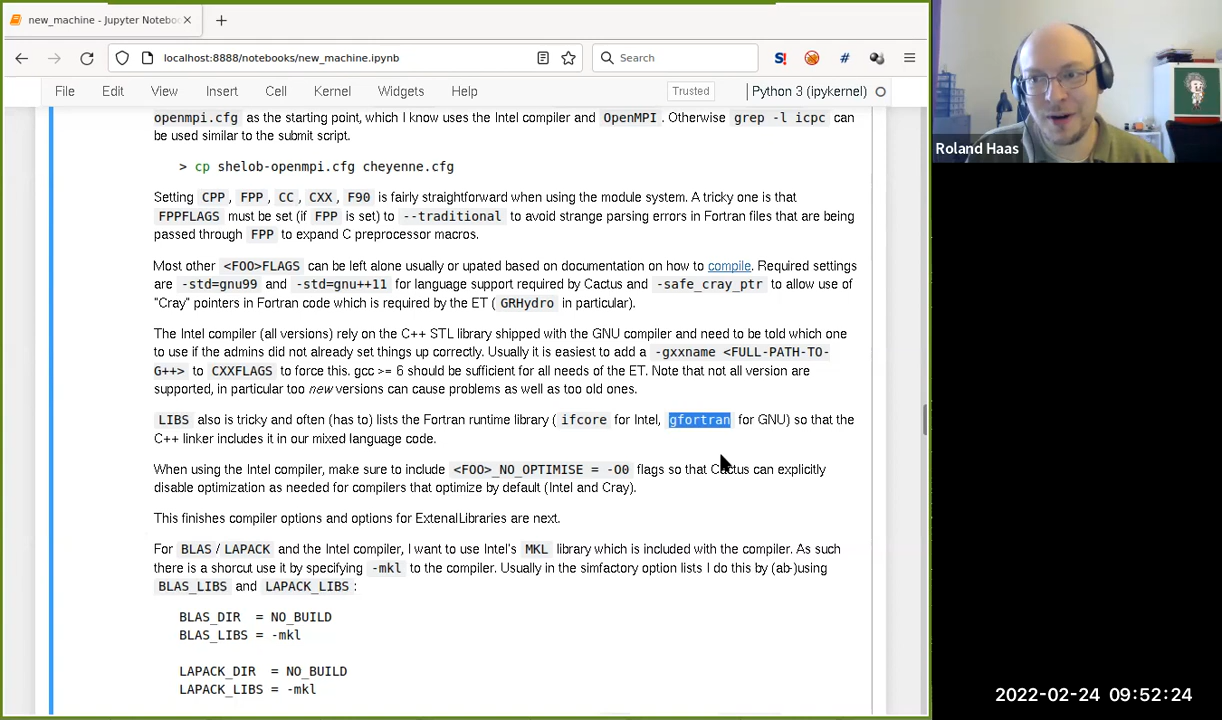 new_machine - Jupyter Noteboo
localhost:8888/notebooks/new_machine.ipynb
Search
S!
#
File Edit View Insert Cell Kernel Widgets Help
Trusted
Python 3 (ipykernel)
openmpi.cfg as the starting point, which I know uses the Intel compiler and OpenMPI. Otherwise grep -l icpc can
be used similar to the submit script.
> cp shelob-openmpi.cfg cheyenne.cfg
Setting CPP, FPP, CC, CXX, F90 is fairly straightforward when using the module system. A tricky one is that
FPPFLAGS must be set (if FPP is set) to --traditional to avoid strange parsing errors in Fortran files that are being
passed through FPP to expand C preprocessor macros.
Most other <FOO>FLAGS can be left alone usually or upated based on documentation on how to compile. Required settings
are -std=gnu99 and -std=gnu++11 for language support required by Cactus and -safe_cray_ptr to allow use of
"Cray" pointers in Fortran code which is required by the ET (GRHydro in particular).
The Intel compiler (all versions) rely on the C++ STL library shipped with the GNU compiler and need to be told which one
to use if the admins did not already set things up correctly. Usually it is easiest to add a -gxxname <FULL-PATH-TO-
G++> to CXXFLAGS to force this. gcc >= 6 should be sufficient for all needs of the ET. Note that not all version are
supported, in particular too new versions can cause problems as well as too old ones.
LIBS also is tricky and often (has to) lists the Fortran runtime library (ifcore for Intel, gfortran for GNU) so that the
C++ linker includes it in our mixed language code.
When using the Intel compiler, make sure to include <FOO>_NO_OPTIMISE = -O0 flags so that Cactus can explicitly
disable optimization as needed for compilers that optimize by default (Intel and Cray).
This finishes compiler options and options for ExtenalLibraries are next.
For BLAS / LAPACK and the Intel compiler, I want to use Intel's MKL library which is included with the compiler. As such
there is a shorcut use it by specifying -mkl to the compiler. Usually in the simfactory option lists I do this by (ab-)using
BLAS_LIBS and LAPACK_LIBS:
BLAS_DIR = NO_BUILD
BLAS_LIBS = -mkl
LAPACK_DIR = NO_BUILD
LAPACK_LIBS = -mkl
Roland Haas
2022-02-24 09:52:24